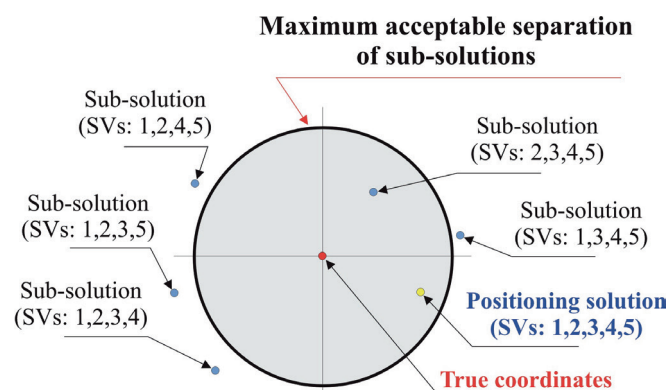 Maximum acceptable separation
of sub-solutions
Sub-solution
(SVs: 1,2,4,5)
Sub-solution
(SVs: 2,3,4,5)
Sub-solution
(SVs: 1,2,3,5)
Sub-solution
(SVs: 1,3,4,5)
Sub-solution
(SVs: 1,2,3,4)
Positioning solution
(SVs: 1,2,3,4,5)
True coordinates